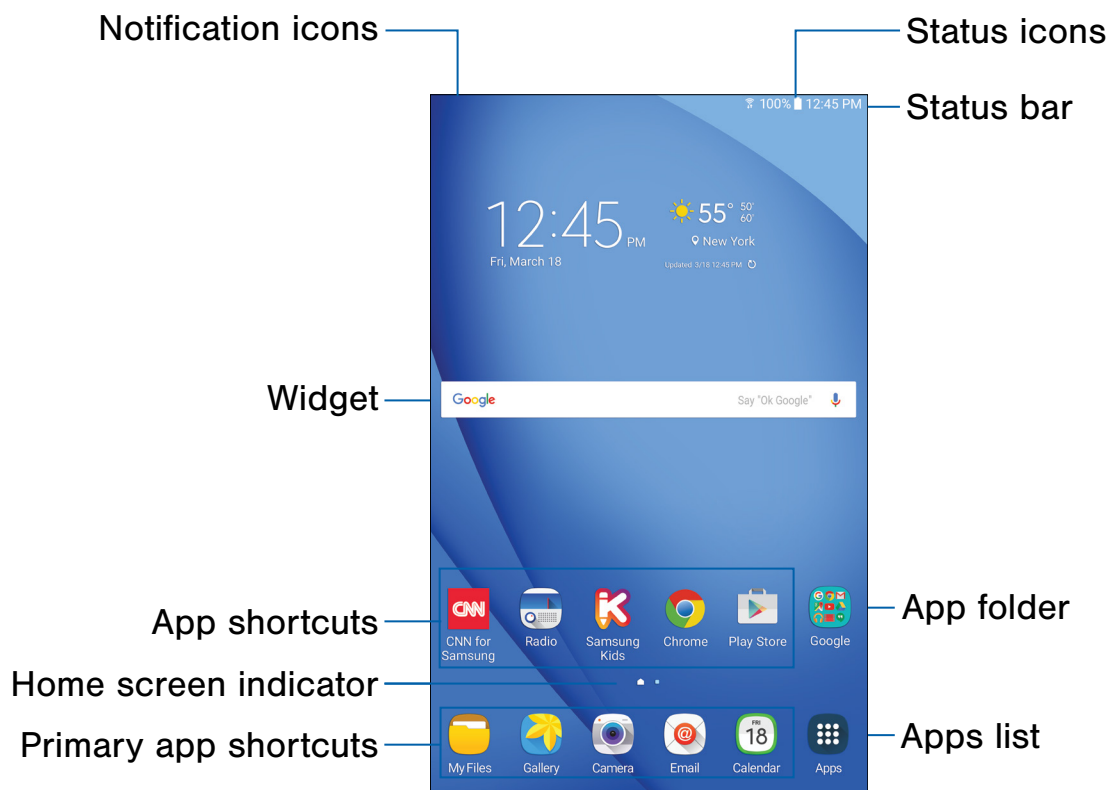 Notification icons
Status icons
100% 12:45 PM
Status bar
12:45 PM
Fri, March 18
55° 50° 60°
New York
Updated 3/18 12:45 PM
Widget
Google Say "Ok Google"
App shortcuts
CNN
CNN for Samsung
Radio
Samsung Kids
Chrome
Play Store
Google
App folder
Home screen indicator
Primary app shortcuts
My Files
Gallery
Camera
@
Email
FRI
18
Calendar
Apps
Apps list